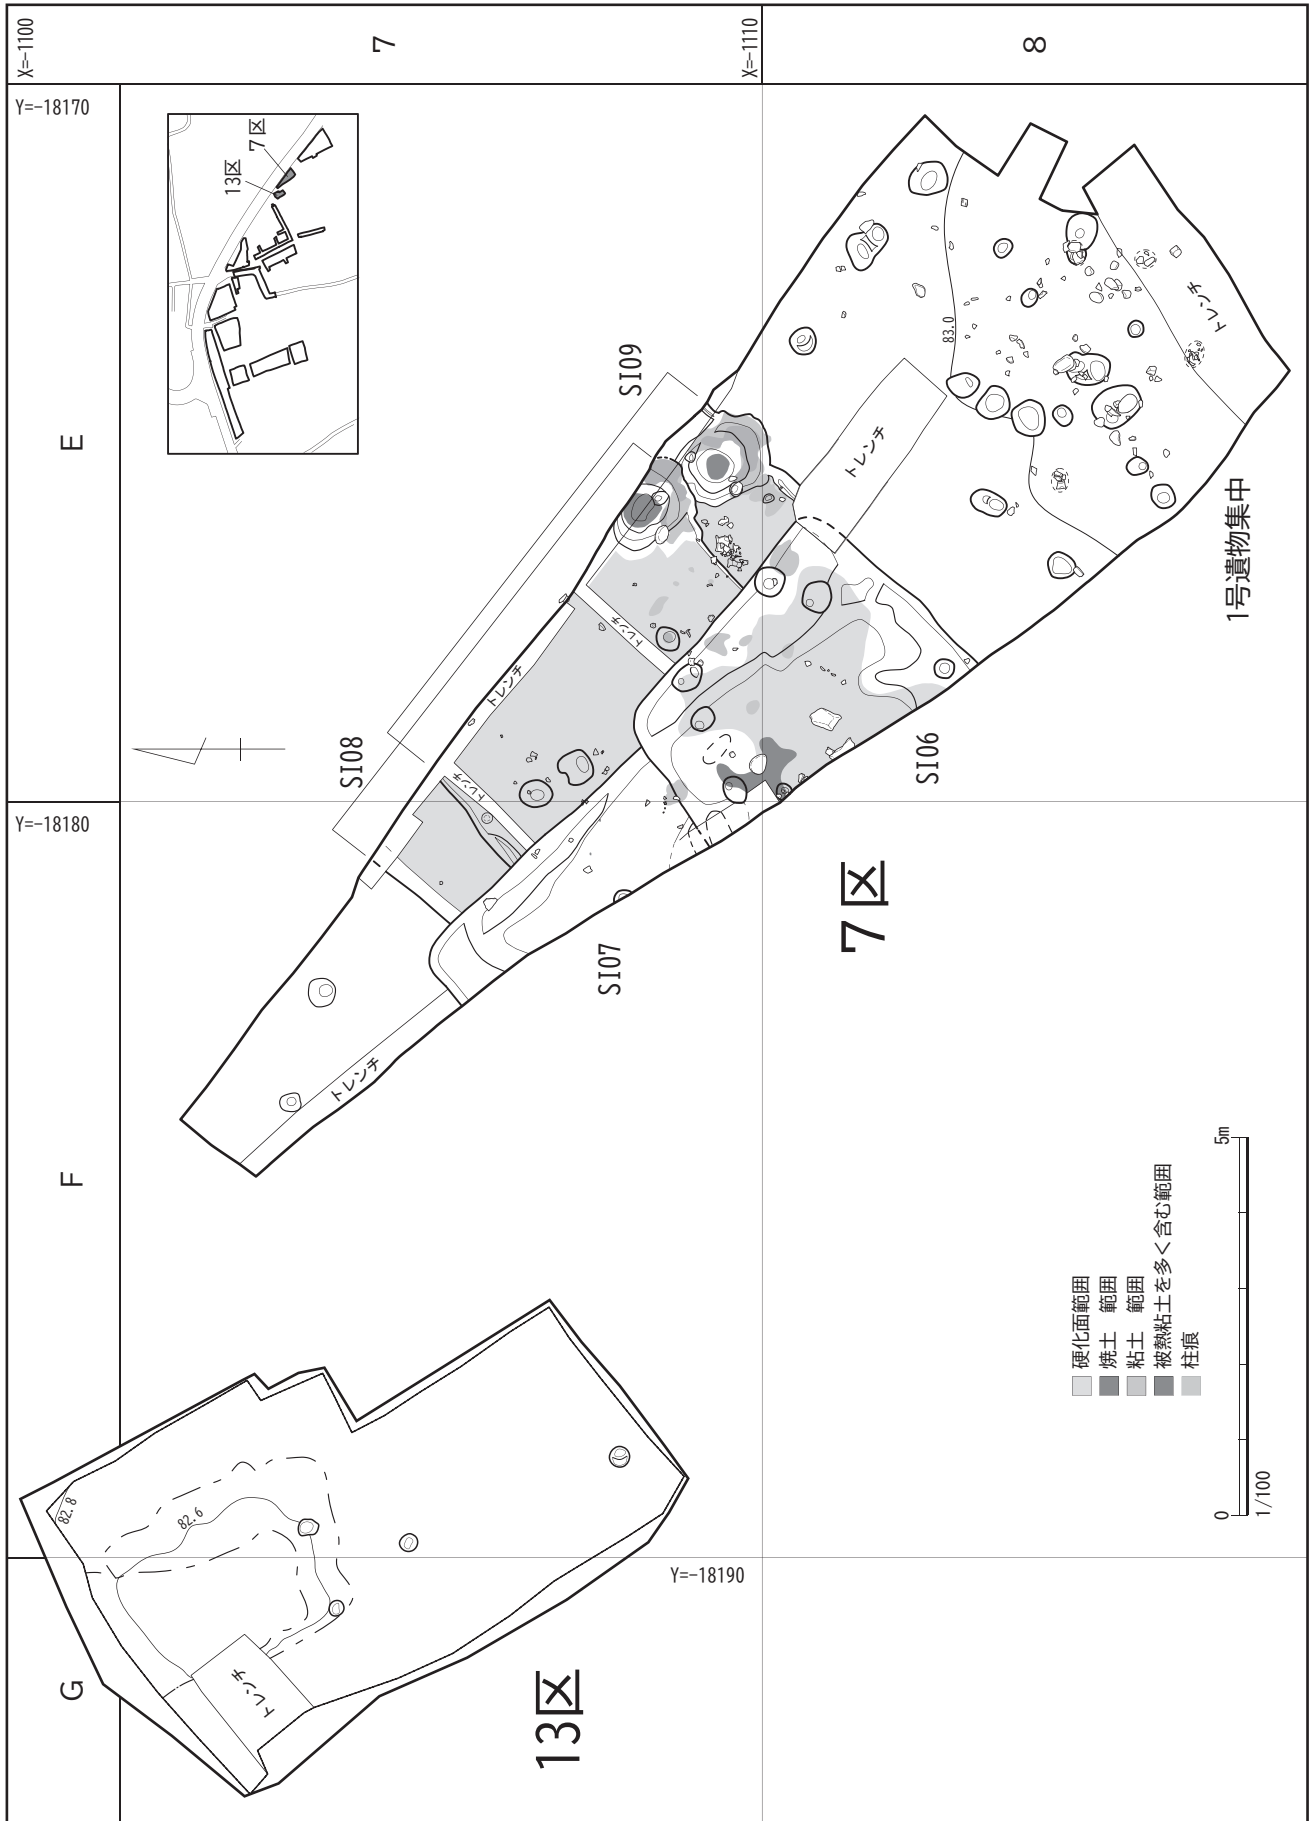 X=-1100
7
X=-1110
8
Y=-18170
E
Y=-18180
F
Y=-18190
G
13区
7区
SI09
SI08
トレンチ
トレンチ
トレンチ
トレンチ
トレンチ
83.0
トレンチ
SI06
SI07
1号遺物集中
7区
82.8
82.6
トレンチ
13区
硬化面範囲
焼土 範囲
粘土 範囲
被熱粘土を多く含む範囲
柱痕
0 5m
1/100